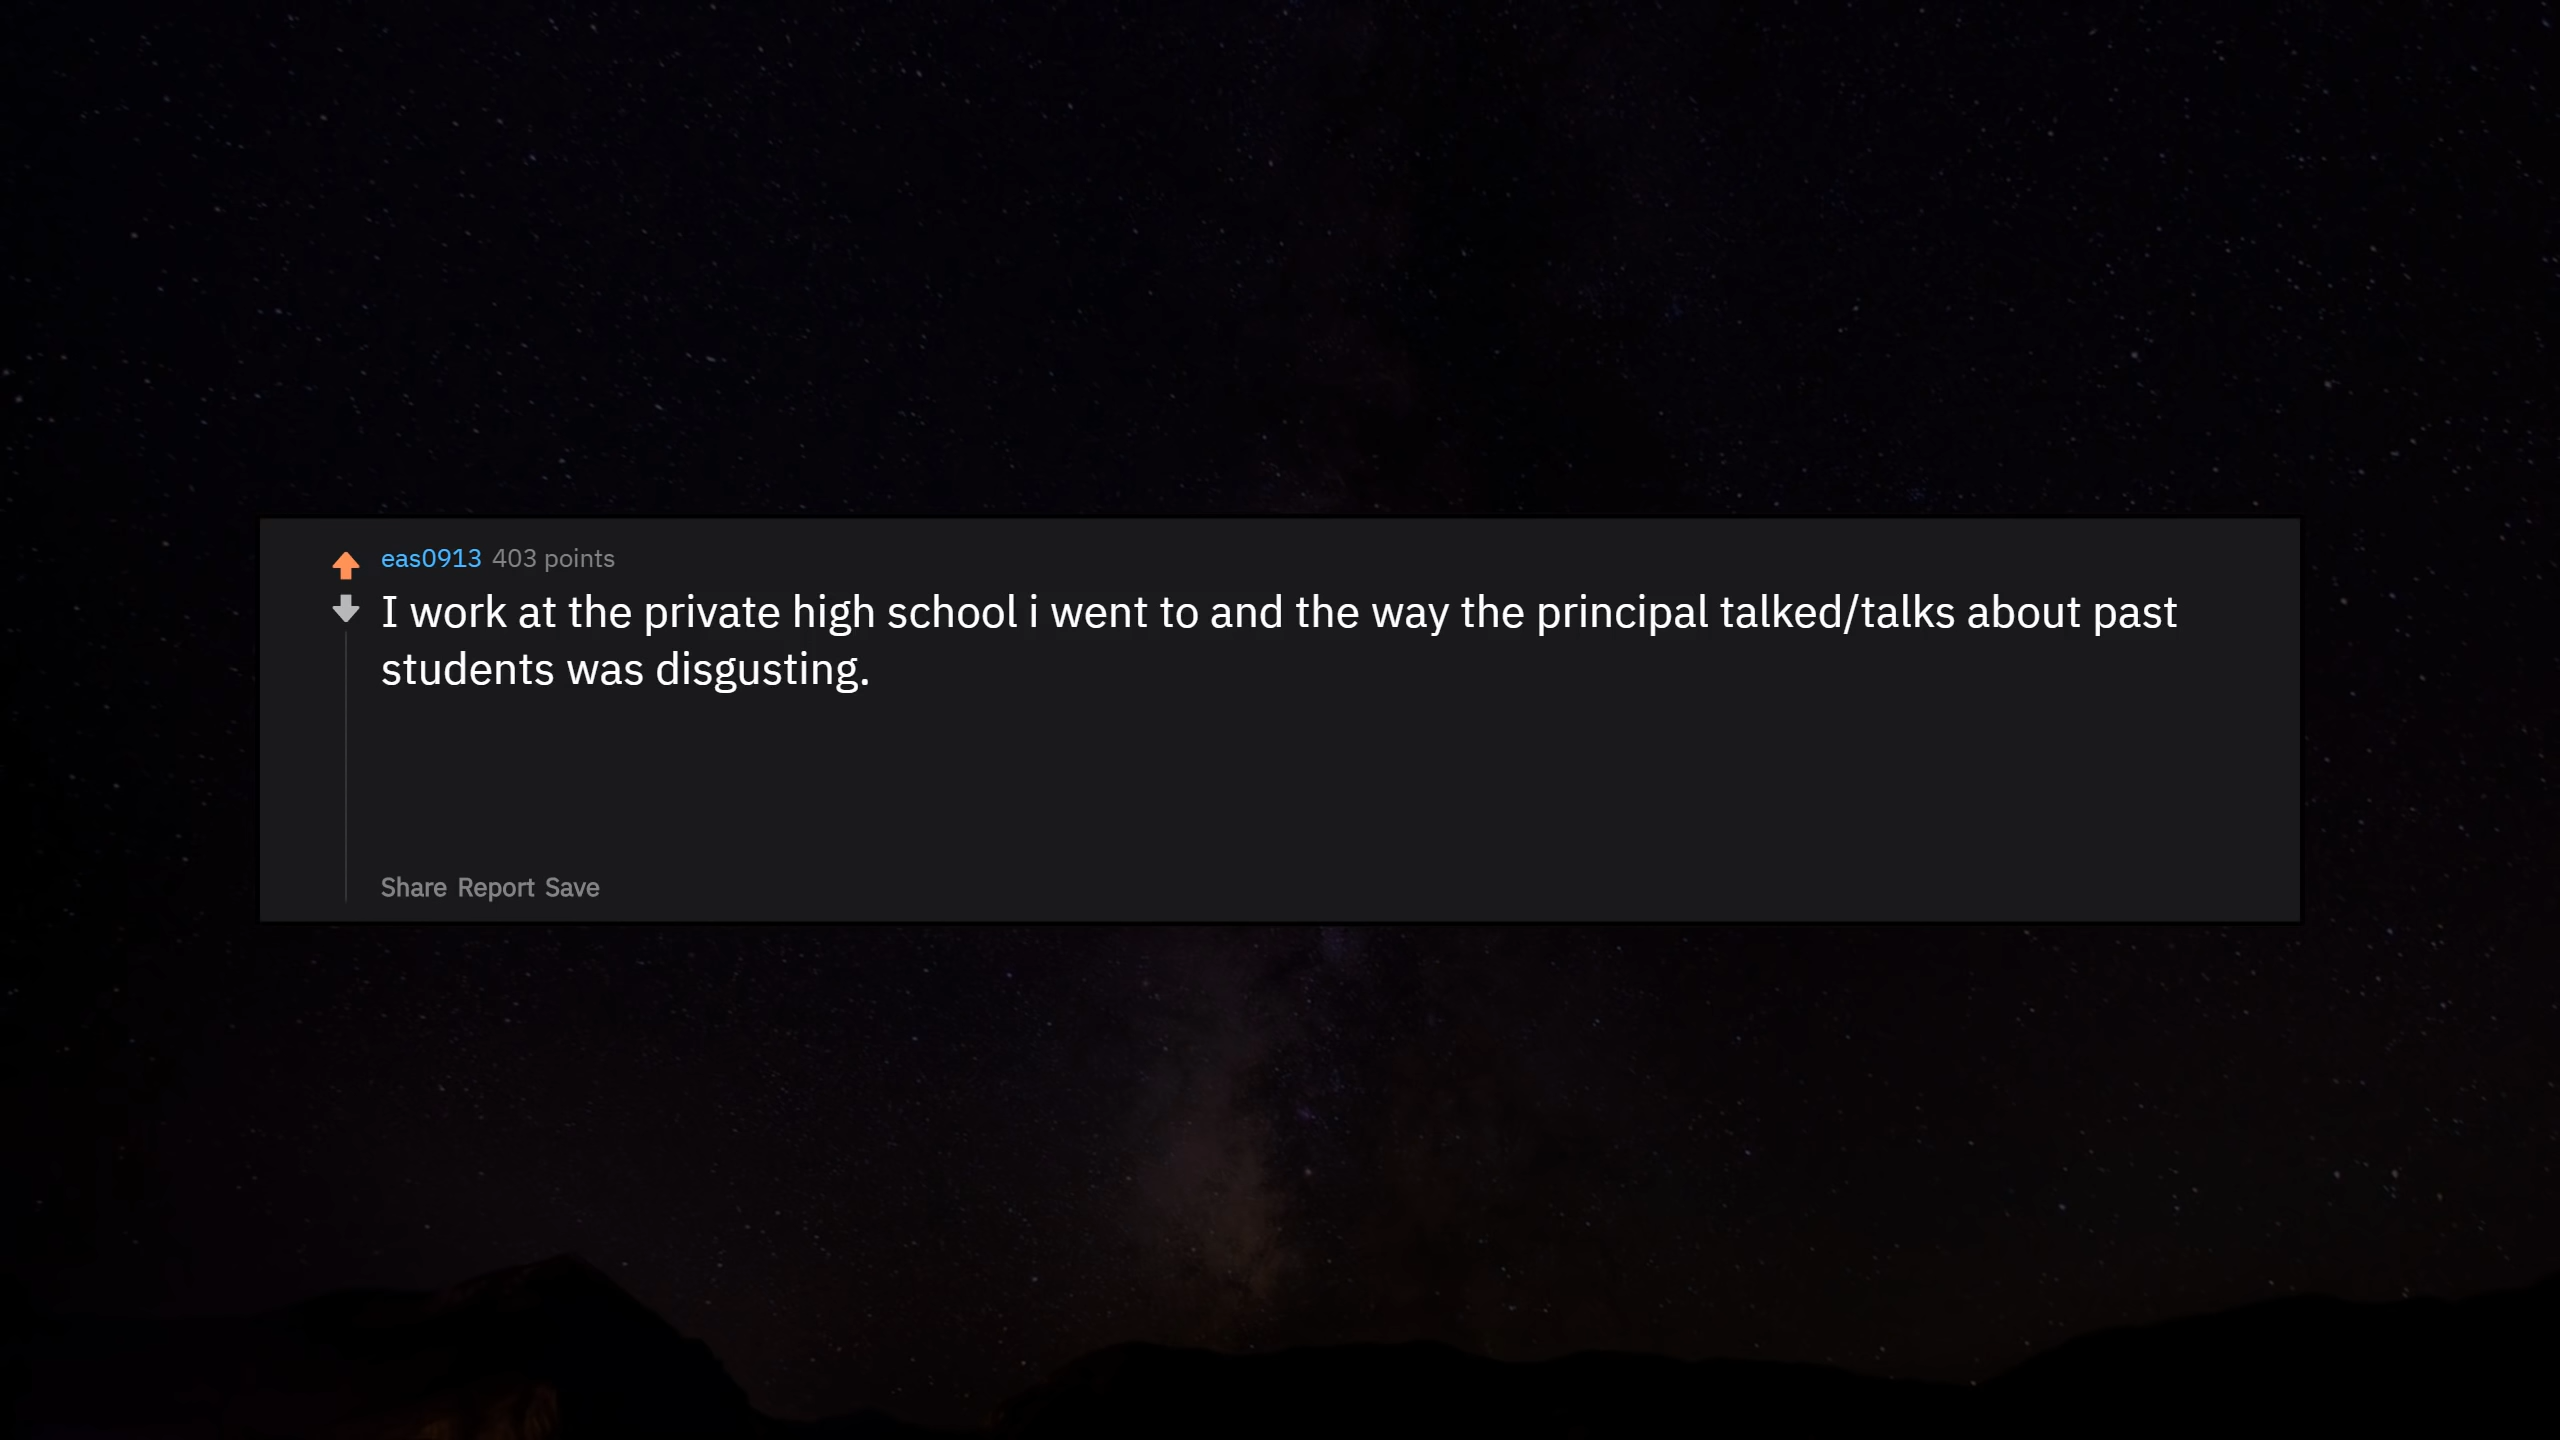 eas0913 403 points
I work at the private high school i went to and the way the principal talked/talks about past
students was disgusting.
Share Report Save